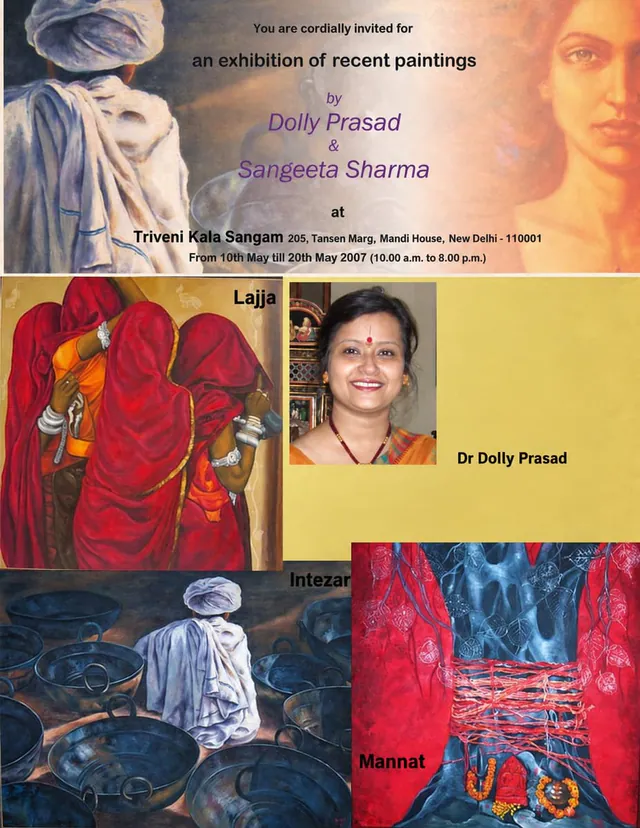 You are cordially invited for
an exhibition of recent paintings
by
Dolly Prasad
&
Sangeeta Sharma
at
Triveni Kala Sangam 205, Tansen Marg, Mandi House, New Delhi - 110001
From 10th May till 20th May 2007 (10.00 a.m. to 8.00 p.m.)
Lajja
Dr Dolly Prasad
Intezar
Mannat